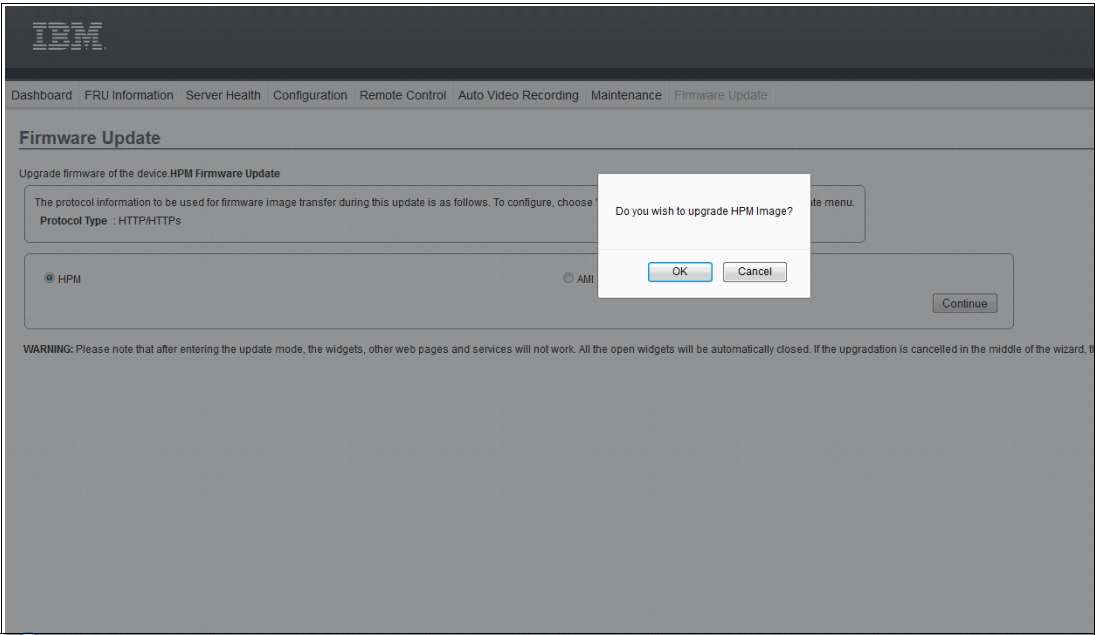 IBM.
Dashboard FRU Information Server Health Configuration Remote Control Auto Video Recording Maintenance Firmware Update
Firmware Update
Upgrade firmware of the device.HPM Firmware Update
The protocol information to be used for firmware image transfer during this update is as follows. To configure, choose ' te menu.
Protocol Type : HTTP/HTTPs
Do you wish to upgrade HPM Image?
OK Cancel
HPM AMI
Continue
WARNING: Please note that after entering the update mode, the widgets, other web pages and services will not work. All the open widgets will be automatically closed. If the upgradation is cancelled in the middle of the wizard, th